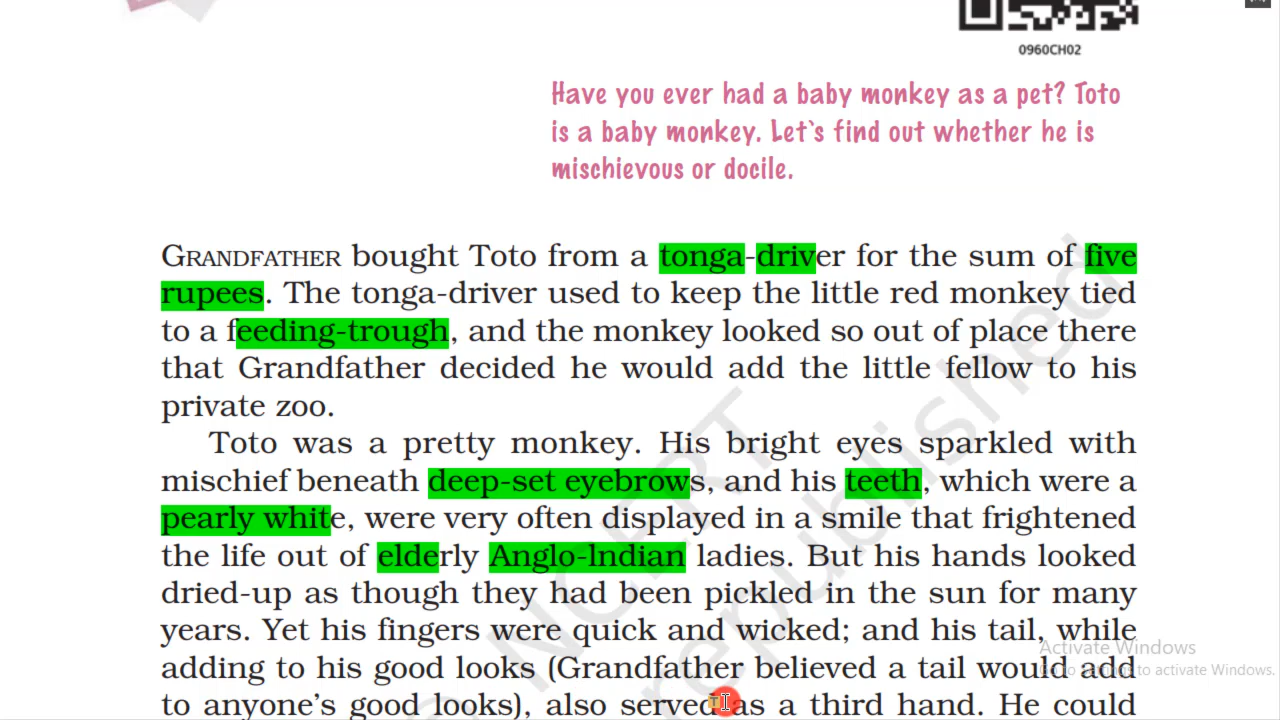 0960CH02
Have you ever had a baby monkey as a pet? Toto
is a baby monkey. Let's find out whether he is
mischievous or docile.
GRANDFATHER bought Toto from a tonga-driver for the sum of five
rupees. The tonga-driver used to keep the little red monkey tied
to a feeding-trough, and the monkey looked so out of place there
that Grandfather decided he would add the little fellow to his
private zoo.
Toto was a pretty monkey. His bright eyes sparkled with
mischief beneath deep-set eyebrows, and his teeth, which were a
pearly white, were very often displayed in a smile that frightened
the life out of elderly Anglo-Indian ladies. But his hands looked
dried-up as though they had been pickled in the sun for many
years. Yet his fingers were quick and wicked; and his tail, while
adding to his good looks (Grandfather believed a tail would add
to anyone's good looks), also served as a third hand. He could
NCERT
republished
Activate Windows
Go to Settings to activate Windows.